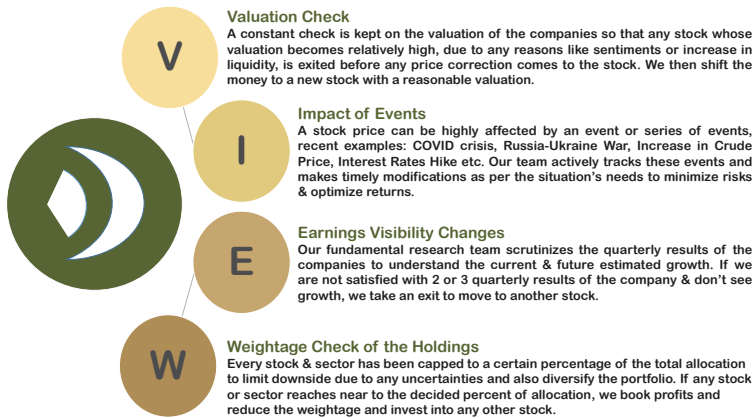 V
Valuation Check
A constant check is kept on the valuation of the companies so that any stock whose
valuation becomes relatively high, due to any reasons like sentiments or increase in
liquidity, is exited before any price correction comes to the stock. We then shift the
money to a new stock with a reasonable valuation.
I
Impact of Events
A stock price can be highly affected by an event or series of events,
recent examples: COVID crisis, Russia-Ukraine War, Increase in Crude
Price, Interest Rates Hike etc. Our team actively tracks these events and
makes timely modifications as per the situation's needs to minimize risks
& optimize returns.
E
Earnings Visibility Changes
Our fundamental research team scrutinizes the quarterly results of the
companies to understand the current & future estimated growth. If we
are not satisfied with 2 or 3 quarterly results of the company & don't see
growth, we take an exit to move to another stock.
W
Weightage Check of the Holdings
Every stock & sector has been capped to a certain percentage of the total allocation
to limit downside due to any uncertainties and also diversify the portfolio. If any stock
or sector reaches near to the decided percent of allocation, we book profits and
reduce the weightage and invest into any other stock.